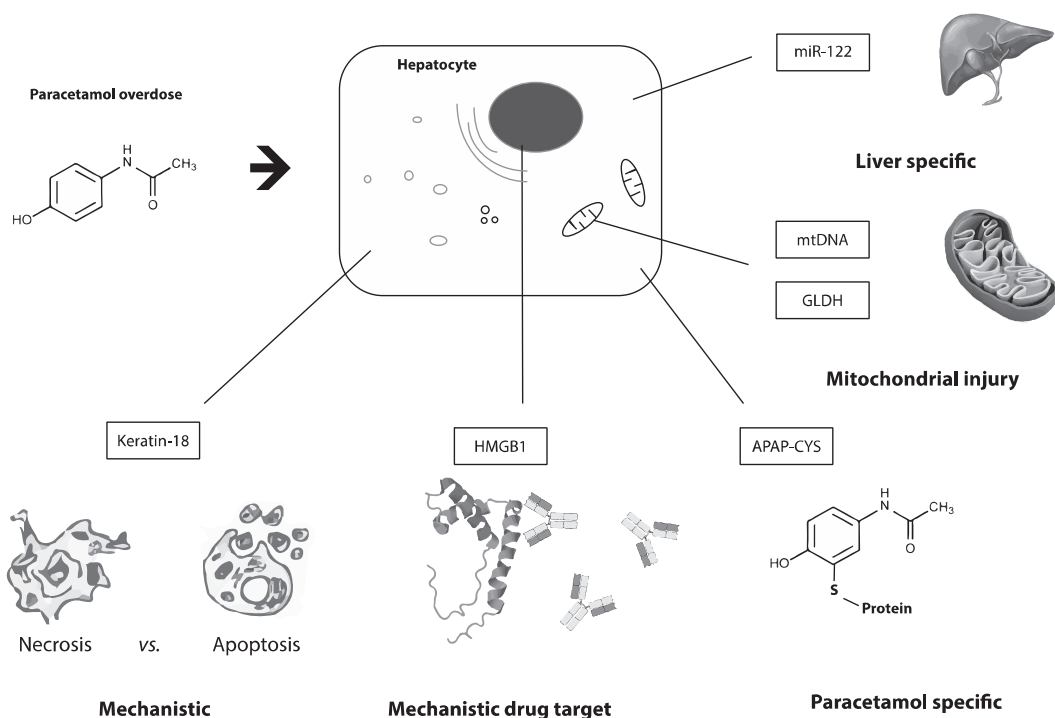 Hepatocyte
miR-122
Paracetamol overdose
H
N
CH3
O
HO
Liver specific
mtDNA
GLDH
Mitochondrial injury
Keratin-18
HMGB1
APAP-CYS
H
N
CH3
O
HO
S
Protein
Necrosis vs. Apoptosis
Mechanistic
Mechanistic drug target
Paracetamol specific